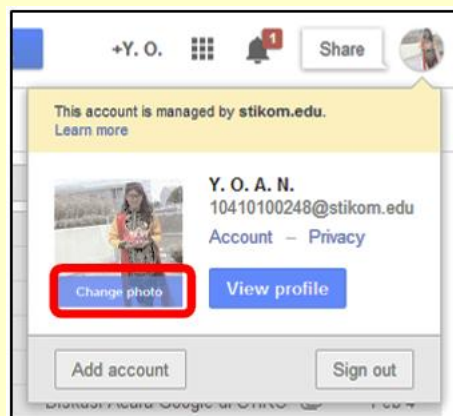 +Y. O.
1
Share
This account is managed by stikom.edu.
Learn more
Y. O. A. N.
10410100248@stikom.edu
Account – Privacy
Change photo
View profile
Add account
Sign out